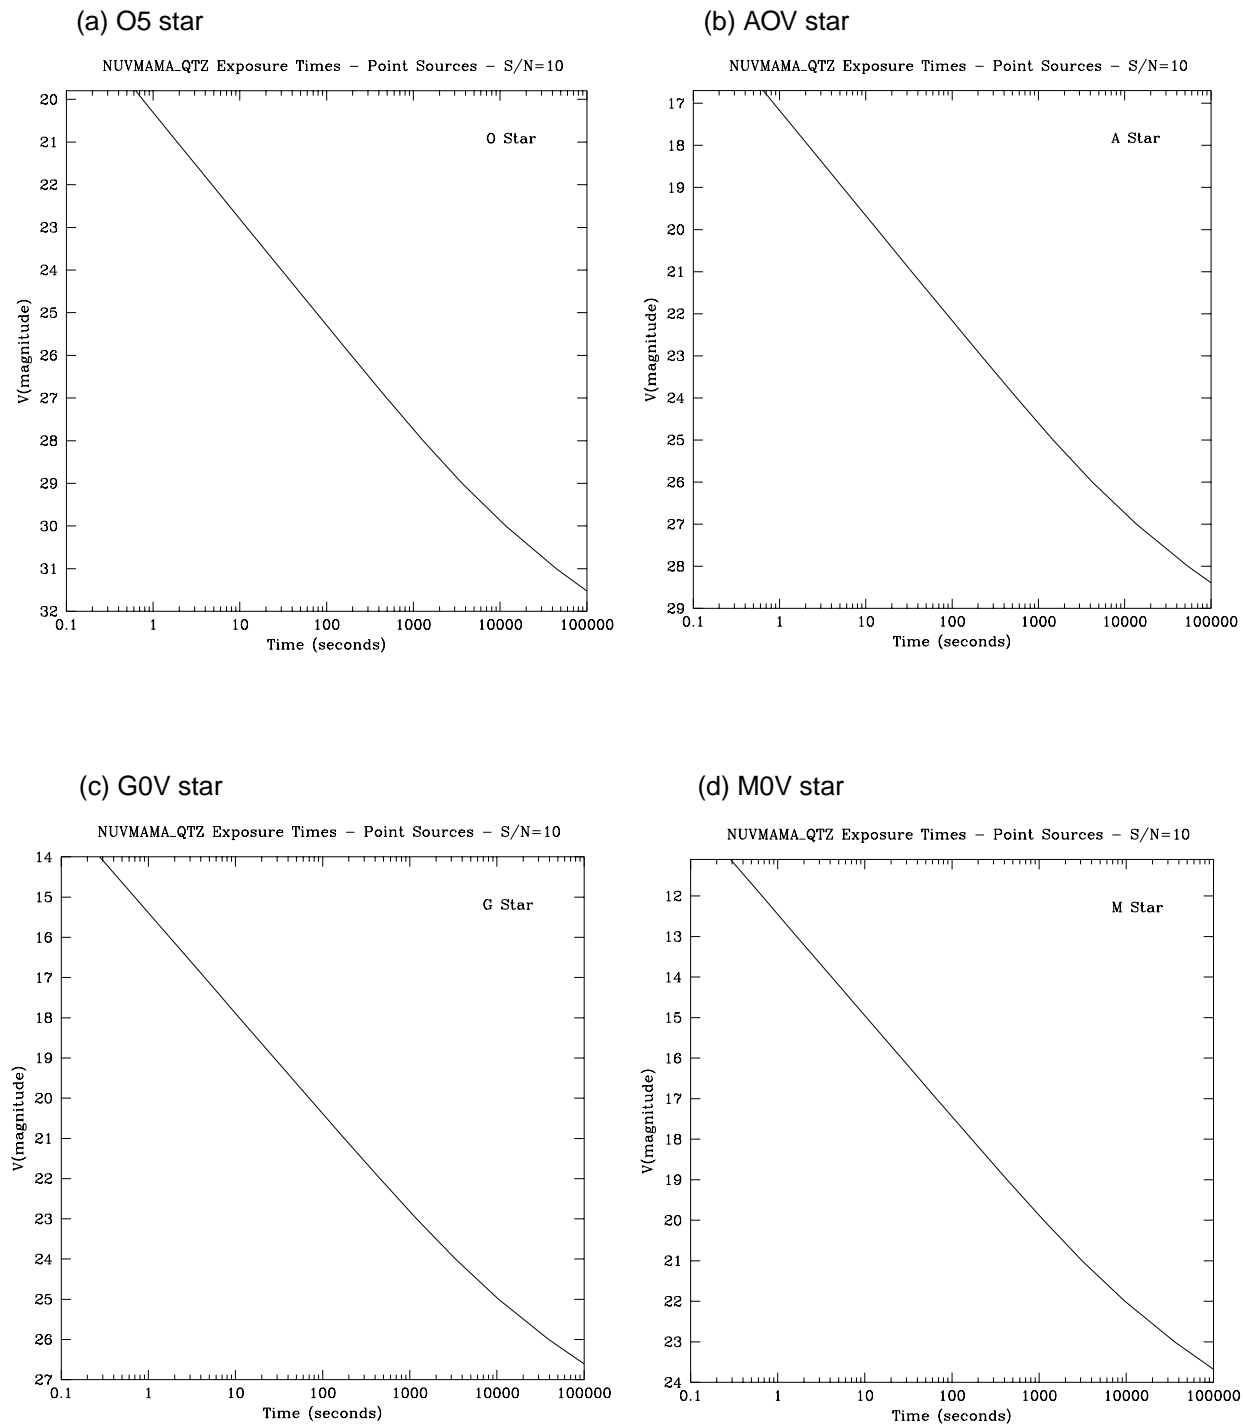 (a) O5 star
NUVMAMA_QTZ Exposure Times - Point Sources - S/N=10
20
21
22
23
24
25
26
27
28
29
30
31
32
V(magnitude)
O Star
0.1 1 10 100 1000 10000 100000
Time (seconds)
(b) AOV star
NUVMAMA_QTZ Exposure Times - Point Sources - S/N=10
17
18
19
20
21
22
23
24
25
26
27
28
29
V(magnitude)
A Star
0.1 1 10 100 1000 10000 100000
Time (seconds)
(c) G0V star
NUVMAMA_QTZ Exposure Times - Point Sources - S/N=10
14
15
16
17
18
19
20
21
22
23
24
25
26
27
V(magnitude)
G Star
0.1 1 10 100 1000 10000 100000
Time (seconds)
(d) M0V star
NUVMAMA_QTZ Exposure Times - Point Sources - S/N=10
12
13
14
15
16
17
18
19
20
21
22
23
24
V(magnitude)
M Star
0.1 1 10 100 1000 10000 100000
Time (seconds)